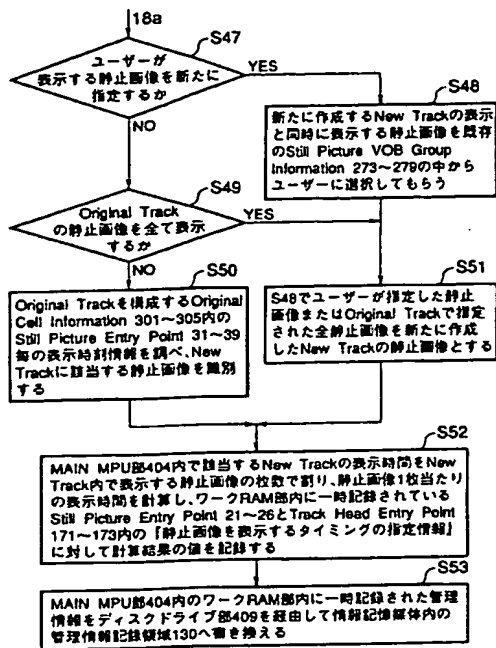 18a
S47
ユーザーが
表示する静止画像を新たに
指定するか
YES
NO
S48
新たに作成するNew Trackの表示
と同時に表示する静止画像を既存
のStill Picture VOB Group
Information 273〜279の中から
ユーザーに選択してもらう
S49
Original Track
の静止画像を全て表示
するか
YES
NO
S50
Original Trackを構成するOriginal
Cell Information 301〜305内の
Still Picture Entry Point 31〜39
毎の表示時刻情報を調べ、New
Trackに該当する静止画像を識別
する
S51
S48でユーザーが指定した静止
画像またはOriginal Trackで指定
された全静止画像を新たに作成
したNew Trackの静止画像とする
S52
MAIN MPU部404内で該当するNew Trackの表示時間をNew
Track内で表示する静止画像の枚数で割り、静止画像1枚当たり
の表示時間を計算し、ワークRAM部内に一時記録されている
Still Picture Entry Point 21〜26とTrack Head Entry Point
171〜173内の『静止画像を表示するタイミングの指定情報』
に対して計算結果の値を記録する
S53
MAIN MPU部404内のワークRAM部内に一時記録された管理
情報をディスクドライブ部409を経由して情報記憶媒体内の
管理情報記録領域130へ書き換える